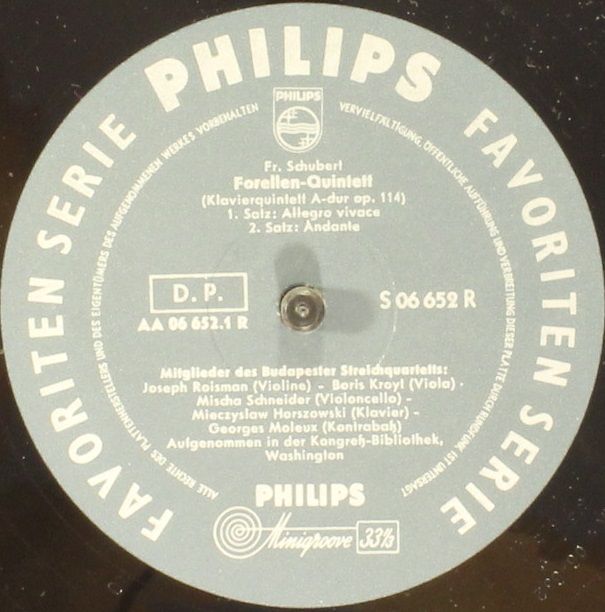 PHILIPS
FAVORITEN SERIE
FAVORITEN SERIE
ALLE RECHTE DES PLATTENHERSTELLERS UND DES EIGENTÜMERS DES AUFGENOMMENEN WERKES VORBEHALTEN
VERVIELFÄLTIGUNG, ÖFFENTLICHE AUFFÜHRUNG UND VERBREITUNG DIESER PLATTE DURCH RUNDFUNK IST UNTERSAGT
PHILIPS
Fr. Schubert
Forellen-Quintett
(Klavierquintett A-dur op. 114)
1. Satz: Allegro vivace
2. Satz: Andante
D. P.
AA 06 652.1 R
S 06 652 R
Mitglieder des Budapester Streichquartetts:
Joseph Roisman (Violine) - Boris Kroyt (Viola) -
Mischa Schneider (Violoncello) -
Mieczyslaw Horszowski (Klavier) -
Georges Moleux (Kontrabaß)
Aufgenommen in der Kongreß-Bibliothek,
Washington
PHILIPS
Minigroove 33⅓